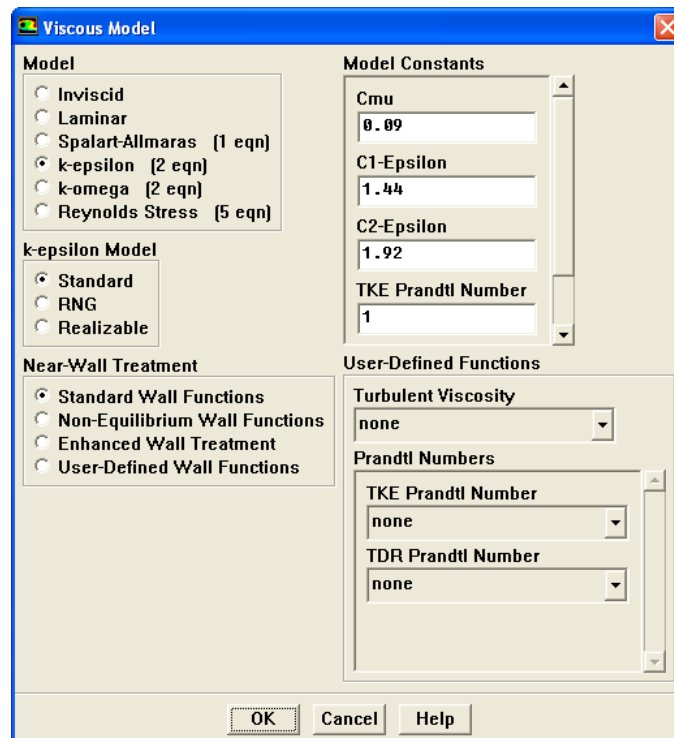 Viscous Model
Model
Inviscid
Laminar
Spalart-Allmaras (1 eqn)
k-epsilon (2 eqn)
k-omega (2 eqn)
Reynolds Stress (5 eqn)
k-epsilon Model
Standard
RNG
Realizable
Near-Wall Treatment
Standard Wall Functions
Non-Equilibrium Wall Functions
Enhanced Wall Treatment
User-Defined Wall Functions
Model Constants
Cmu
0.09
C1-Epsilon
1.44
C2-Epsilon
1.92
TKE Prandtl Number
1
User-Defined Functions
Turbulent Viscosity
none
Prandtl Numbers
TKE Prandtl Number
none
TDR Prandtl Number
none
OK Cancel Help